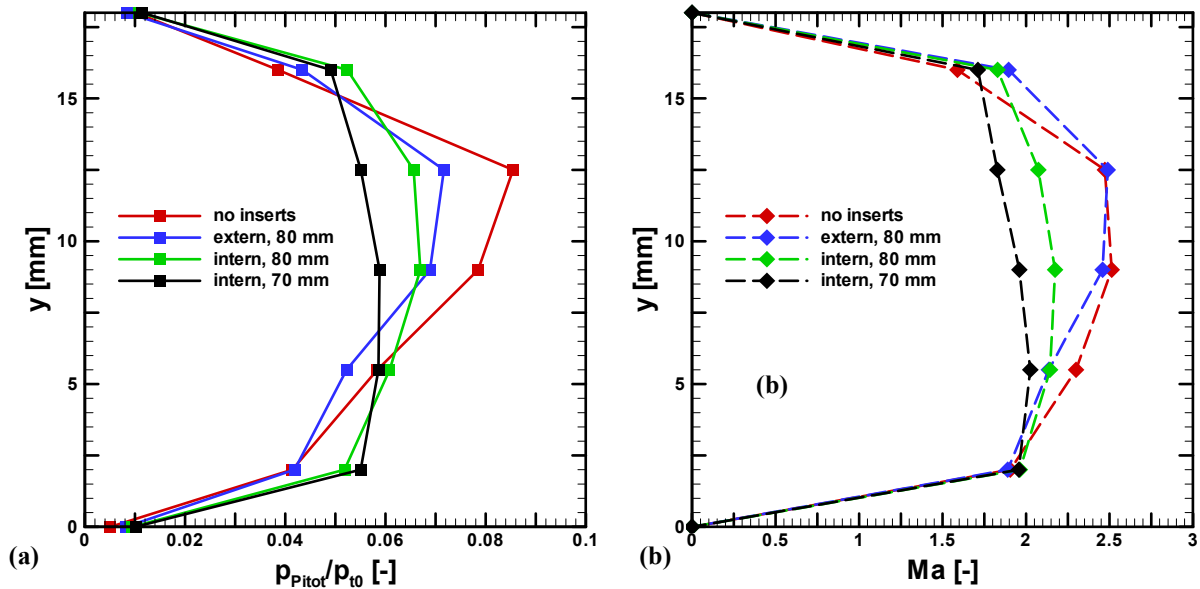 15
10
5
0
y [mm]
no inserts
extern, 80 mm
intern, 80 mm
intern, 70 mm
0 0.02 0.04 0.06 0.08 0.1
(a)
pPitot/pt0 [-]
15
10
5
0
y [mm]
no inserts
extern, 80 mm
intern, 80 mm
intern, 70 mm
(b)
0 0.5 1 1.5 2 2.5 3
(b)
Ma [-]